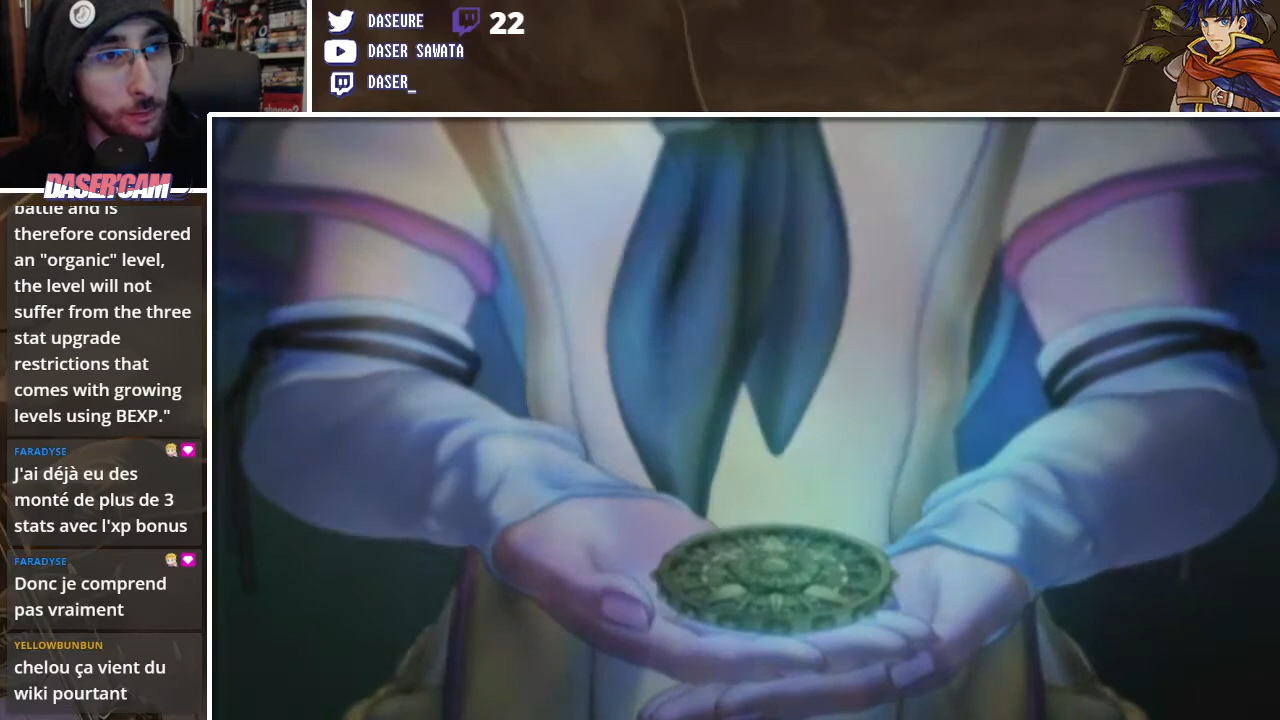 DASEURE 22
DASER SAWATA
DASER_
DASER'CAM
battle and is
therefore considered
an "organic" level,
the level will not
suffer from the three
stat upgrade
restrictions that
comes with growing
levels using BEXP."
FARADYSE
J'ai déjà eu des
monté de plus de 3
stats avec l'xp bonus
FARADYSE
Donc je comprend
pas vraiment
YELLOWBUNBUN
chelou ça vient du
wiki pourtant